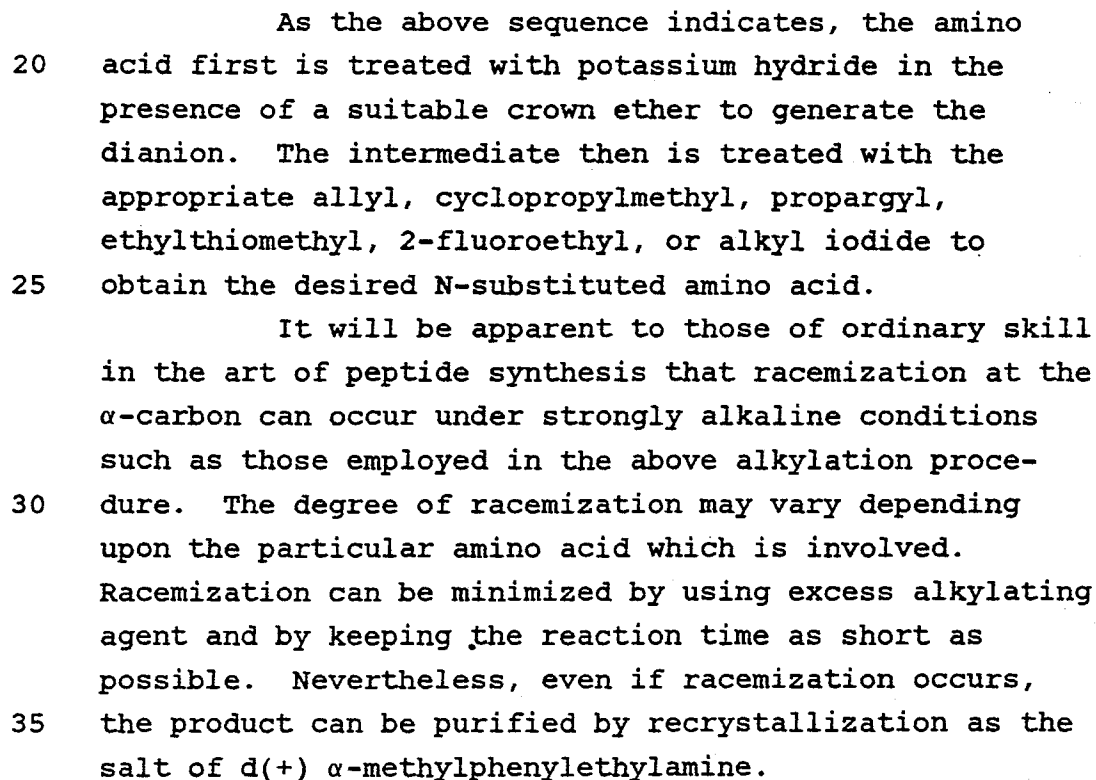 As the above sequence indicates, the amino
20 acid first is treated with potassium hydride in the
presence of a suitable crown ether to generate the
dianion. The intermediate then is treated with the
appropriate allyl, cyclopropylmethyl, propargyl,
ethylthiomethyl, 2-fluoroethyl, or alkyl iodide to
25 obtain the desired N-substituted amino acid.
It will be apparent to those of ordinary skill
in the art of peptide synthesis that racemization at the
α-carbon can occur under strongly alkaline conditions
such as those employed in the above alkylation proce-
30 dure. The degree of racemization may vary depending
upon the particular amino acid which is involved.
Racemization can be minimized by using excess alkylating
agent and by keeping the reaction time as short as
possible. Nevertheless, even if racemization occurs,
35 the product can be purified by recrystallization as the
salt of d(+) α-methylphenylethylamine.